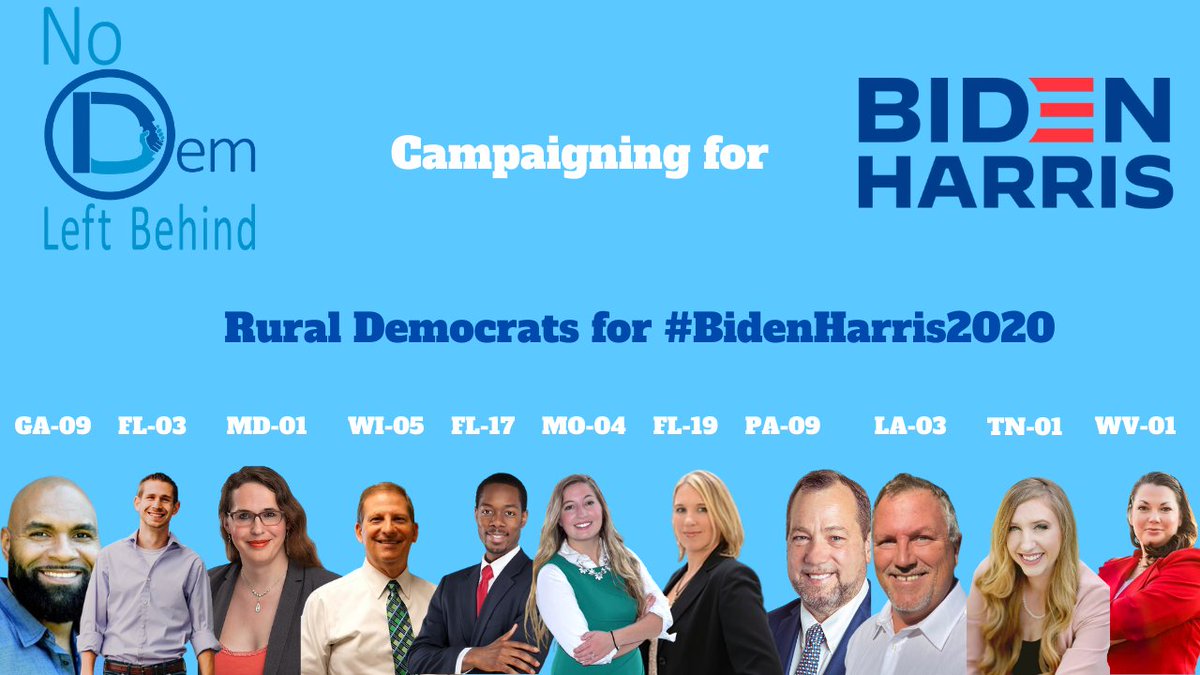 No
Dem
Left Behind
Campaigning for
BIDEN
HARRIS
Rural Democrats for #BidenHarris2020
GA-09 FL-03 MD-01 WI-05 FL-17 MO-04 FL-19 PA-09 LA-03 TN-01 WV-01